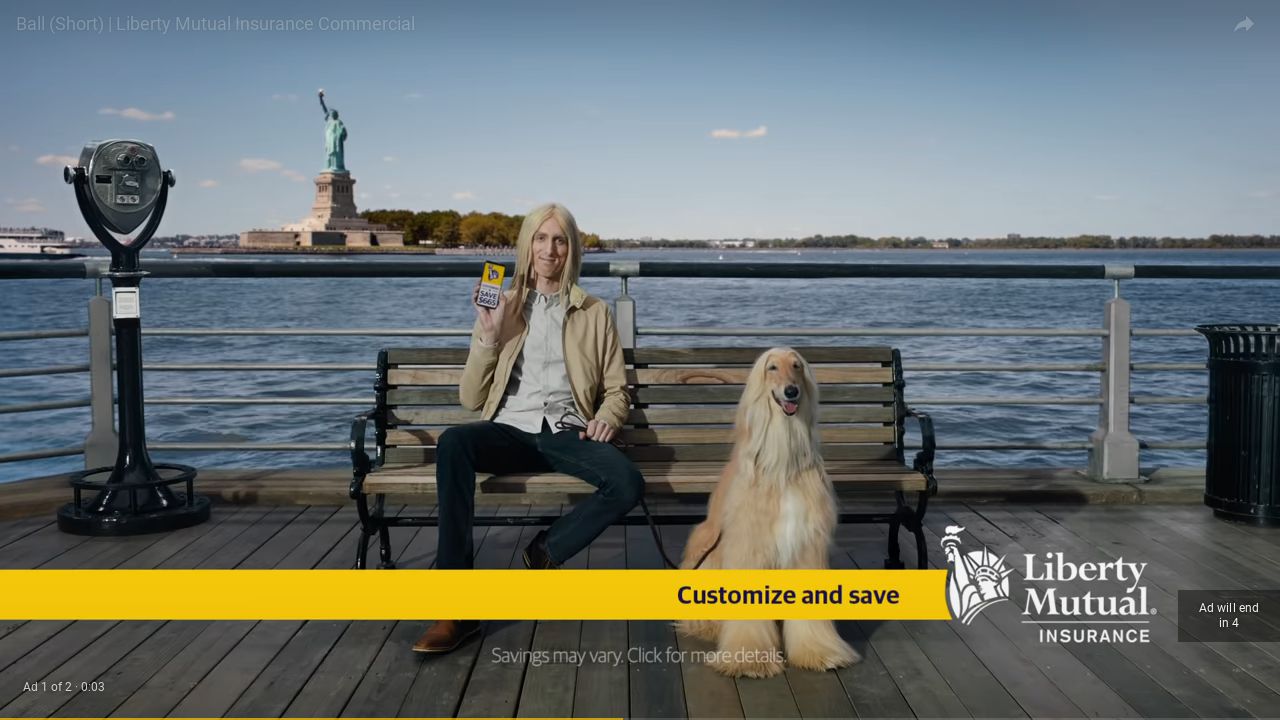 Ball (Short) | Liberty Mutual Insurance Commercial
SAVE
$665
Customize and save
Liberty
Mutual®
INSURANCE
Ad will end
in 4
Savings may vary. Click for more details.
Ad 1 of 2 · 0:03